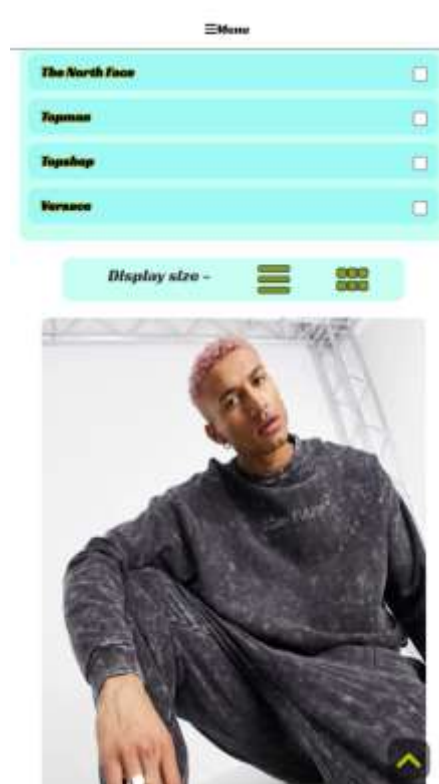 Menu
The North Face
Topman
Topshop
Versace
Display size -